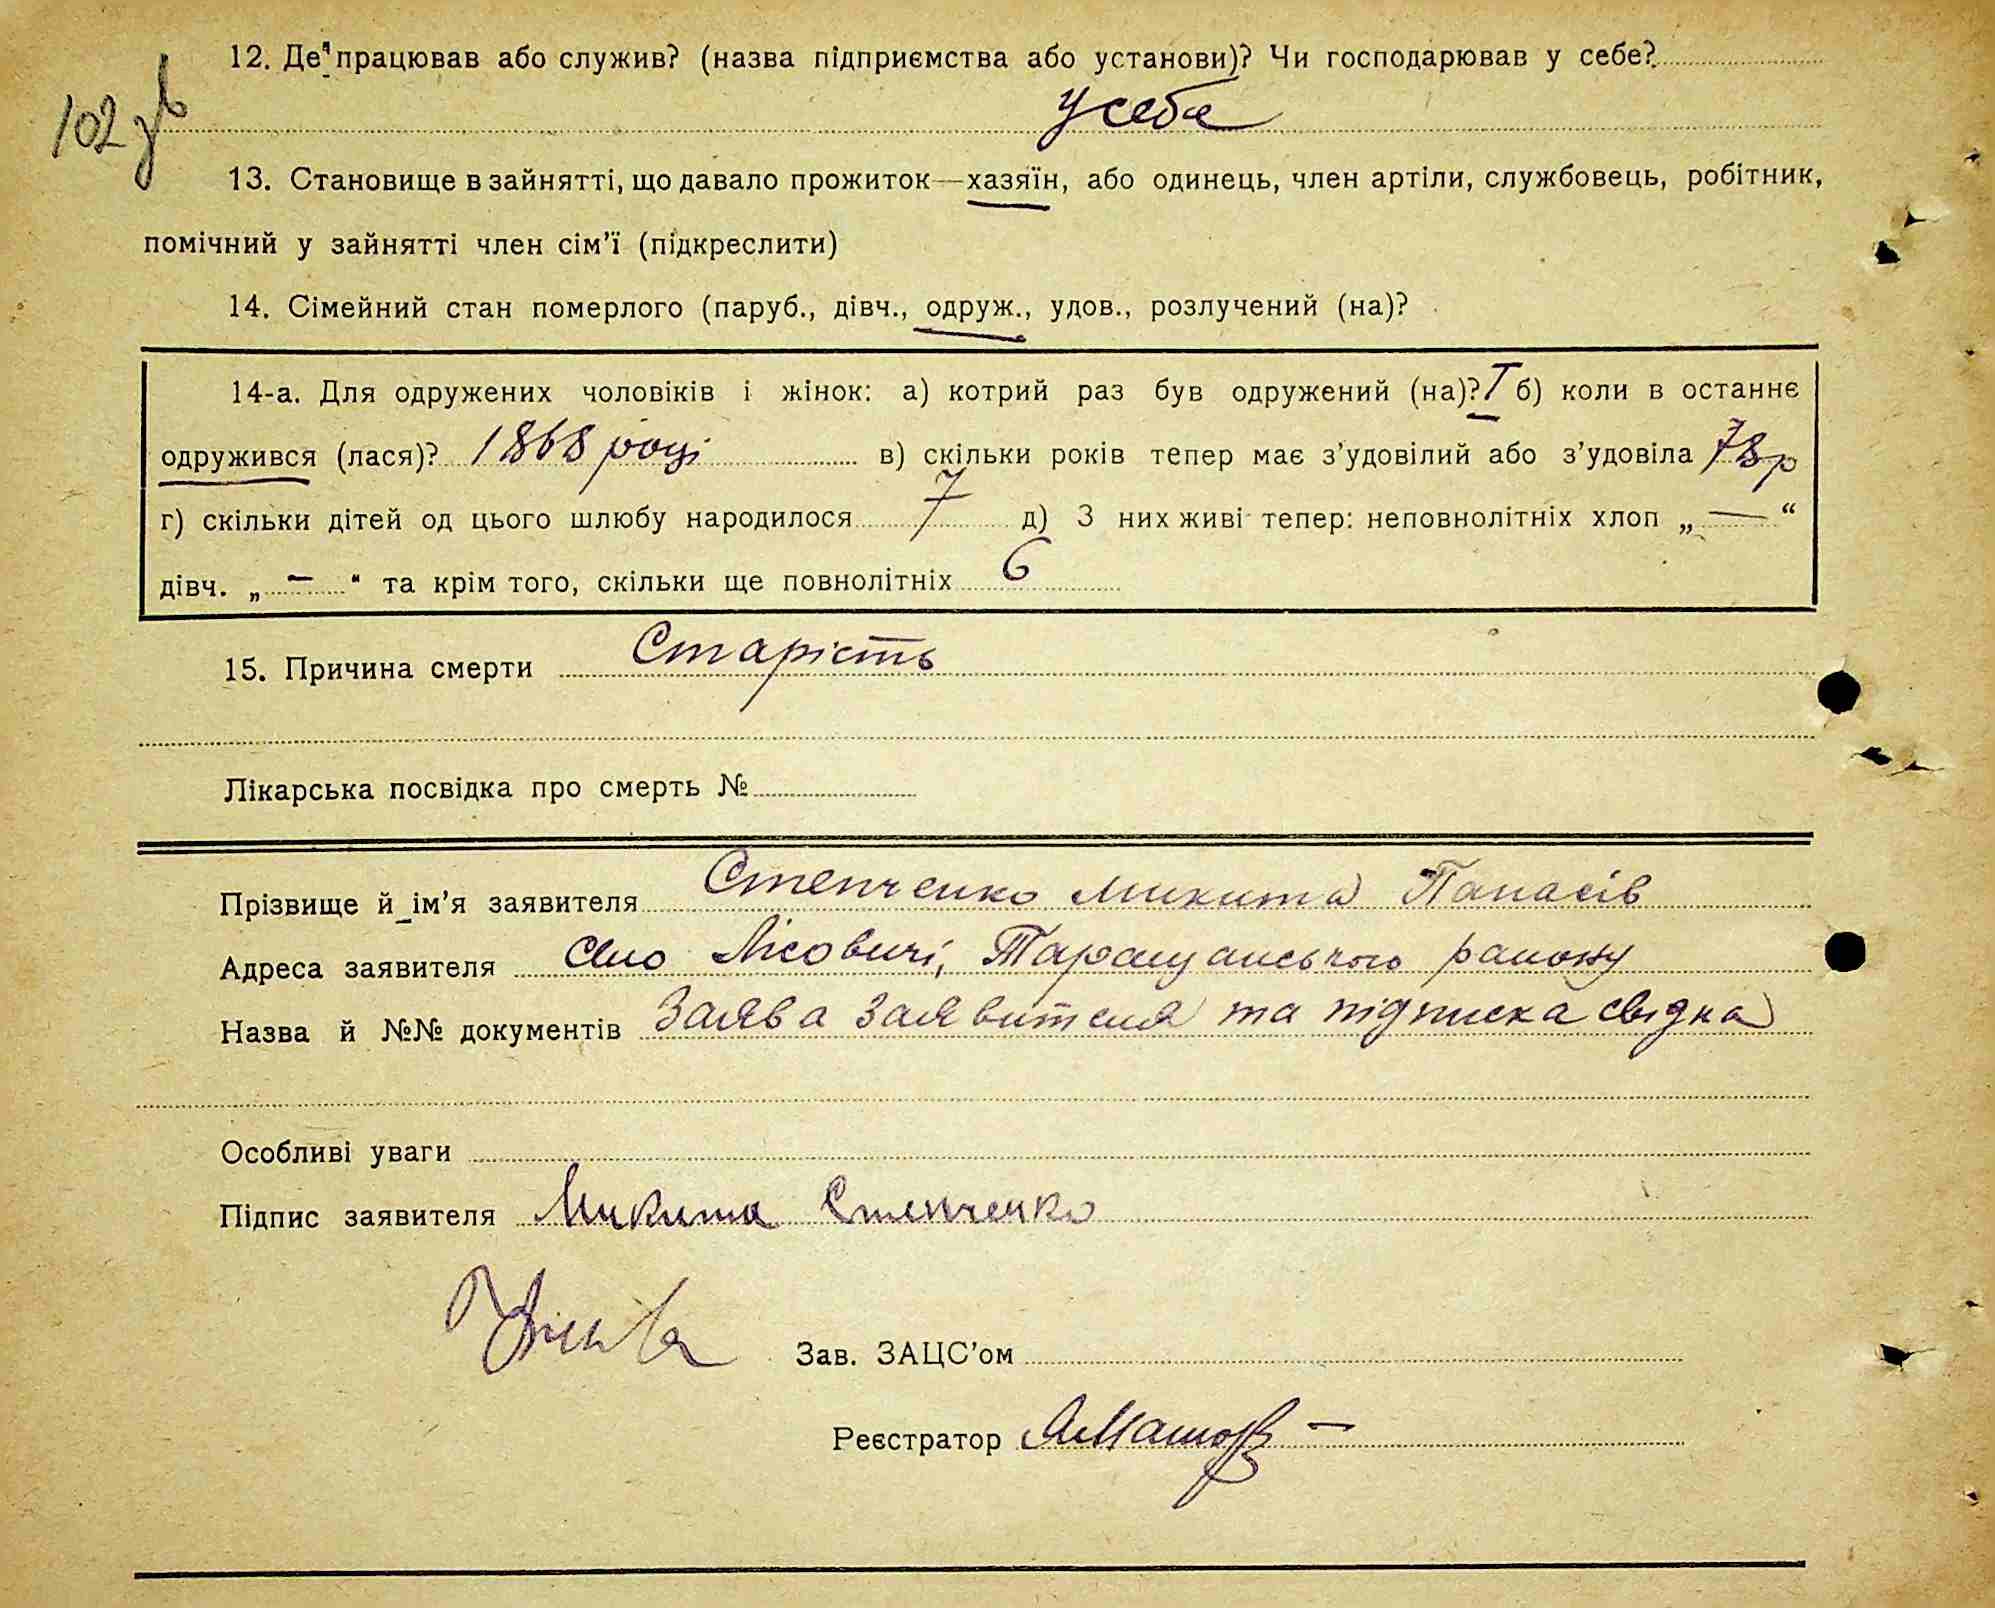 12. Де працював або служив? (назва підприємства або установи)? Чи господарював у себе?
102 зв
у себе
13. Становище в зайнятті, що давало прожиток—хазяїн, або одинець, член артіли, службовець, робітник,
помічний у зайнятті член сім’ї (підкреслити)
14. Сімейний стан померлого (паруб., дівч., одруж., удов., розлучений (на)?
14-а. Для одружених чоловіків і жінок: а) котрий раз був одружений (на)? I б) коли в останнє
одружився (лася)? 1868 році в) скільки років тепер має з’удовілий або з’удовіла 78 р
г) скільки дітей од цього шлюбу народилося 7 д) З них живі тепер: неповнолітніх хлоп „ — “
дівч. „ — “ та крім того, скільки ще повнолітніх 6
15. Причина смерти Старість
Лікарська посвідка про смерть №
Прізвище й ім’я заявителя Степченко Микита Панасів
Адреса заявителя село Лісовичі, Таращанського району
Назва й №№ документів Заява заявителя та підписка свідка
Особливі уваги
Підпис заявителя Микита Степченко
Зав. ЗАЦС’ом
Реєстратор